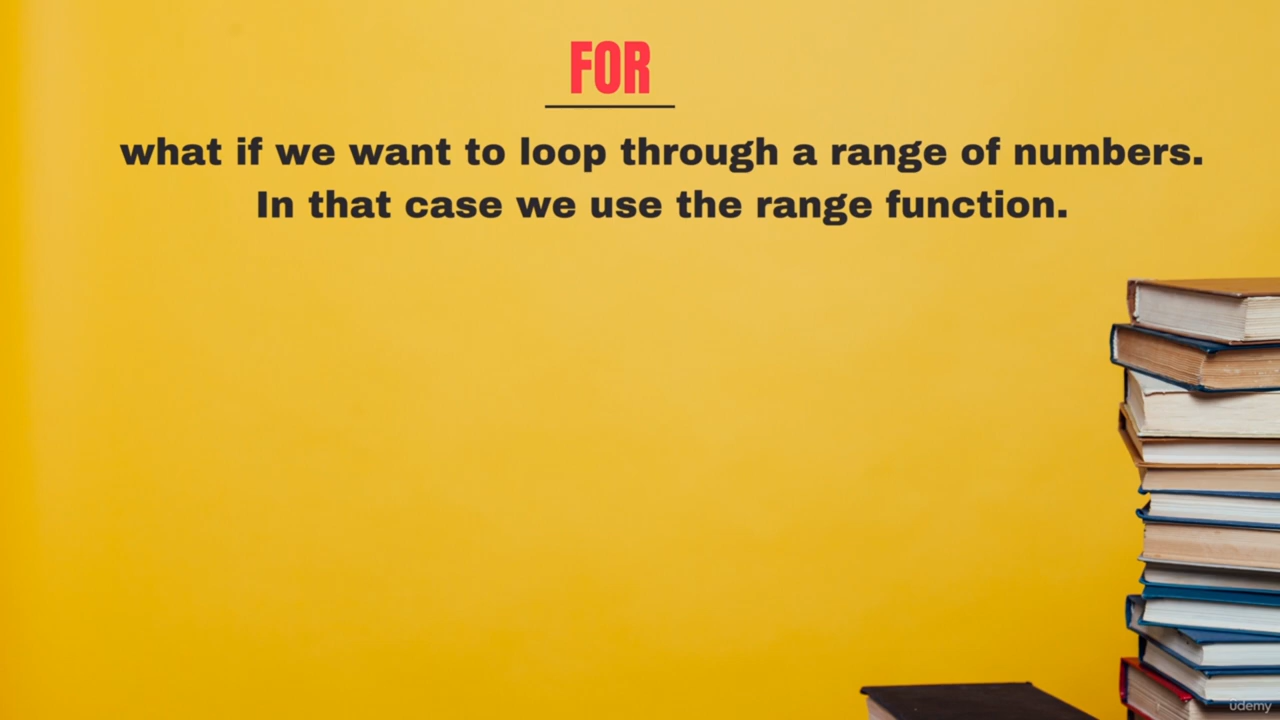 FOR
what if we want to loop through a range of numbers.
In that case we use the range function.
ûdemy